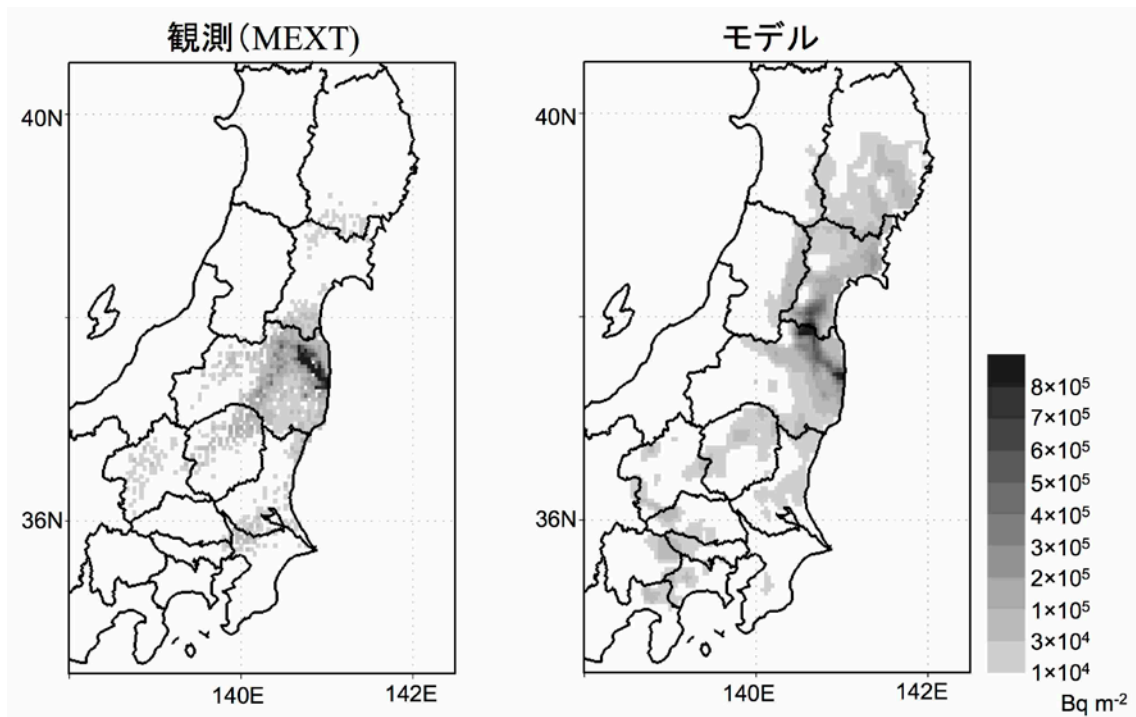 観測(MEXT)
モデル
40N
36N
140E
142E
40N
36N
140E
142E
8×10⁵
7×10⁵
6×10⁵
5×10⁵
4×10⁵
3×10⁵
2×10⁵
1×10⁵
3×10⁴
1×10⁴
Bq m⁻²